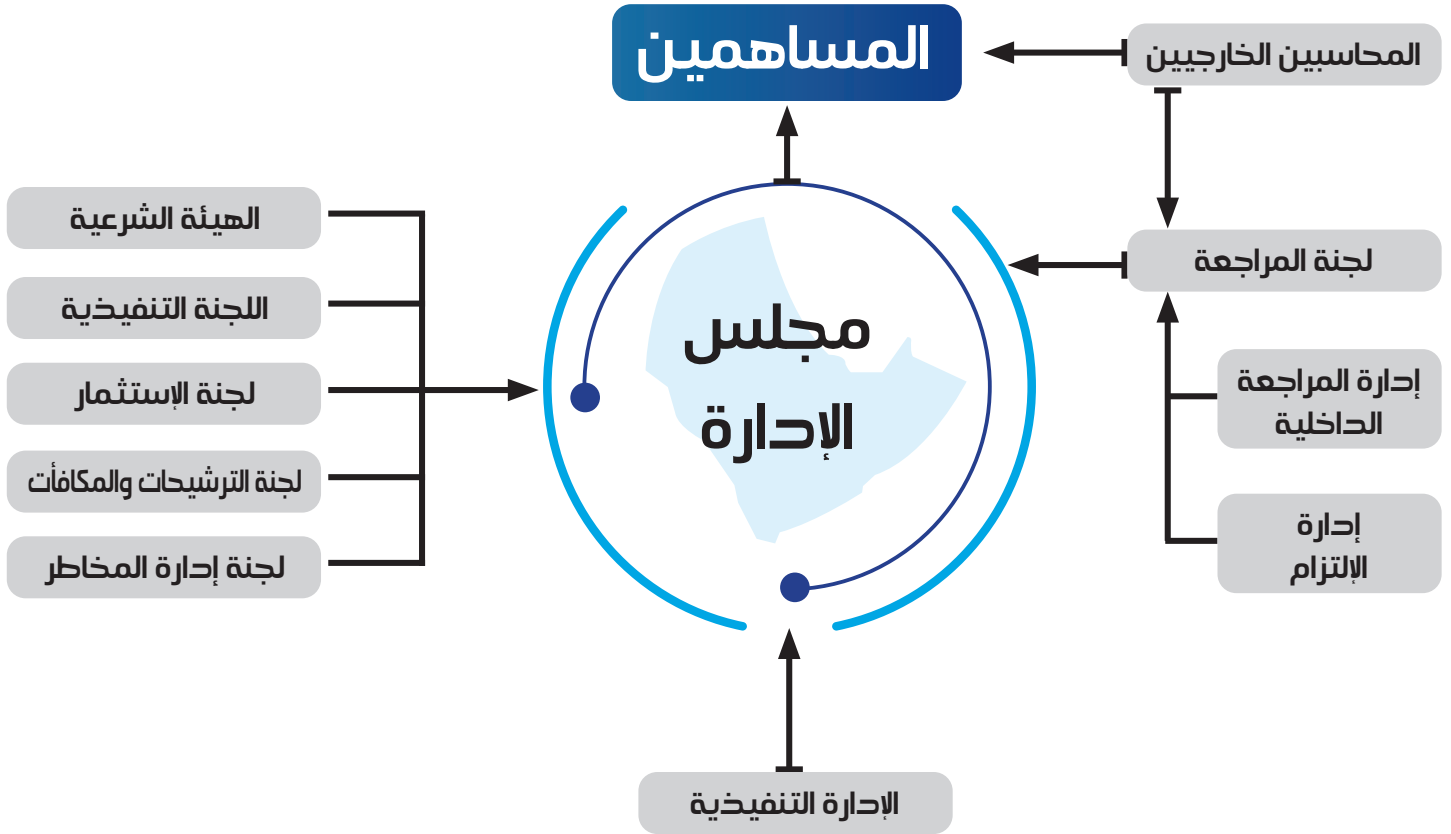 المساهمين
المحاسبين الخارجيين
لجنة المراجعة
إدارة المراجعة
الداخلية
إدارة
الإلتزام
مجلس
الإدارة
الهيئة الشرعية
اللجنة التنفيذية
لجنة الإستثمار
لجنة الترشيحات والمكافأت
لجنة إدارة المخاطر
الإدارة التنفيذية